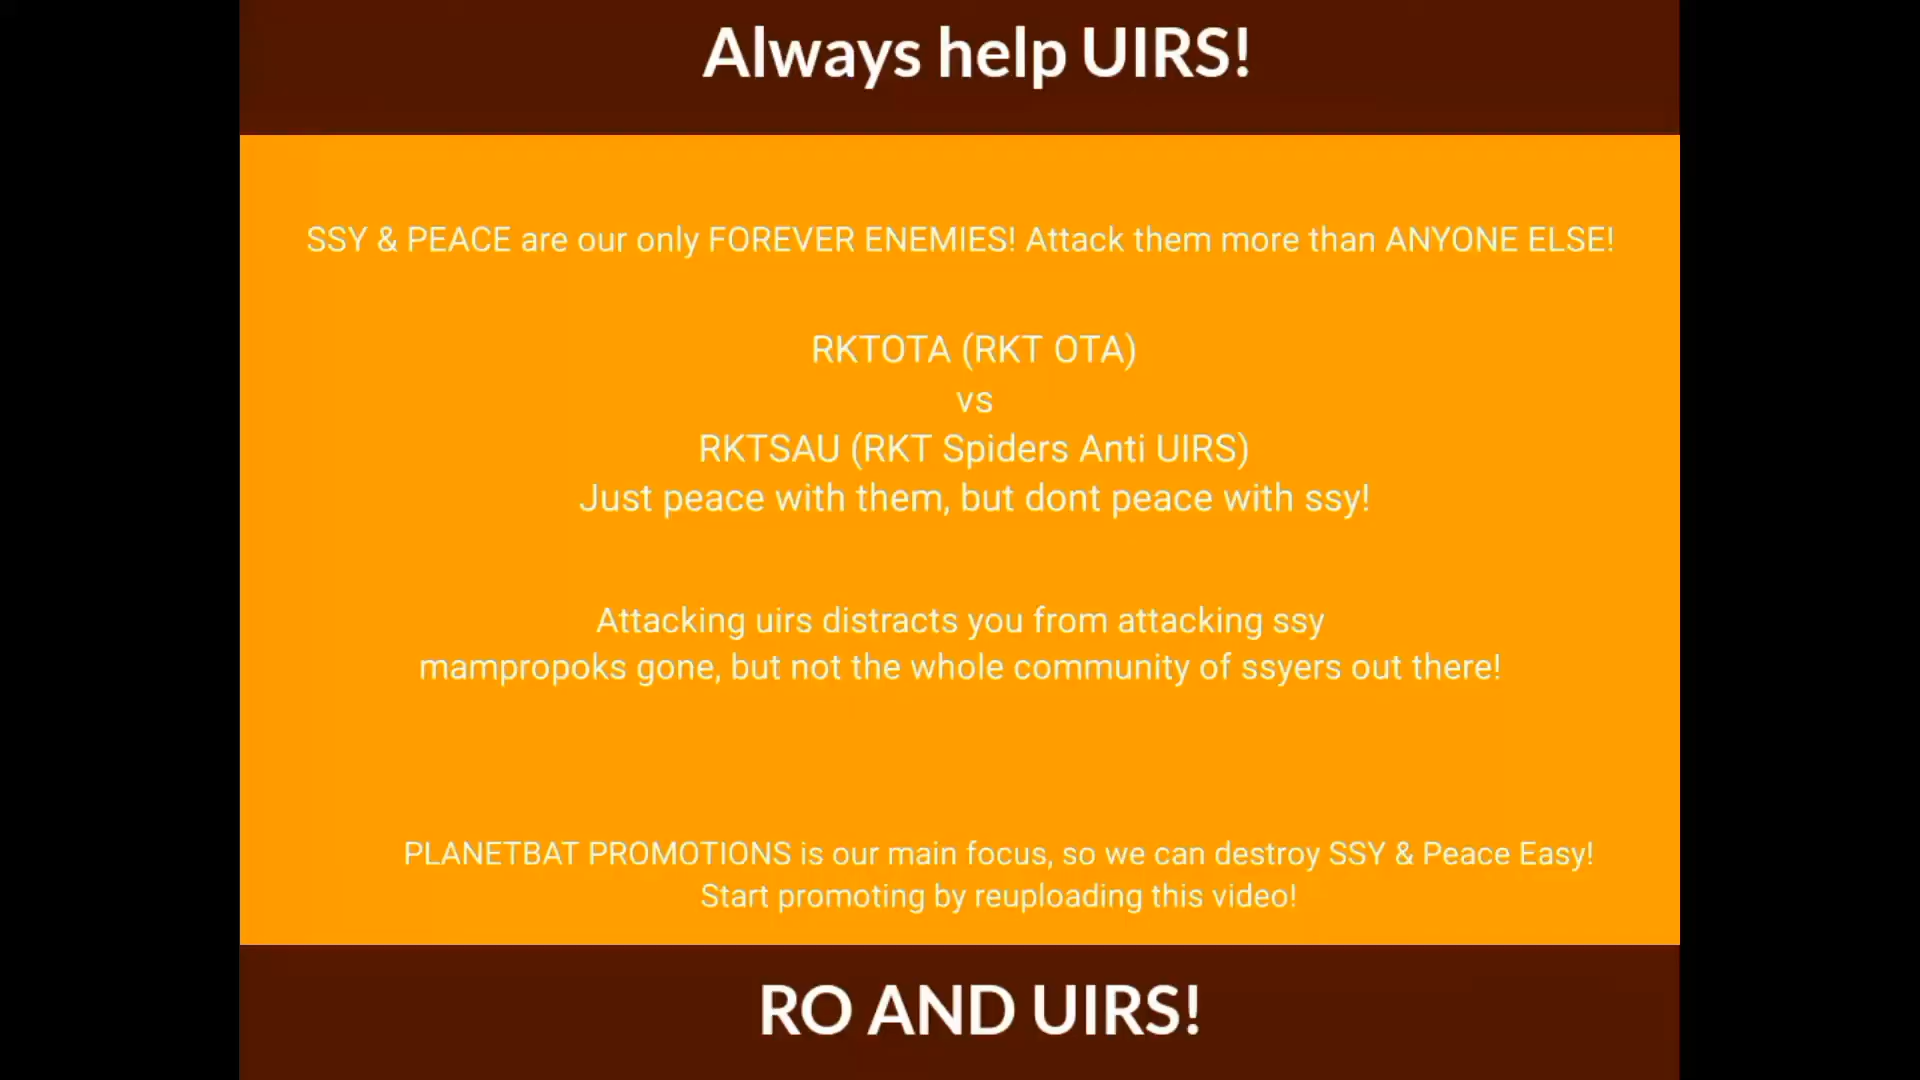 Always help UIRS!
SSY & PEACE are our only FOREVER ENEMIES! Attack them more than ANYONE ELSE!
RKTOTA (RKT OTA)
vs
RKTSAU (RKT Spiders Anti UIRS)
Just peace with them, but dont peace with ssy!
Attacking uirs distracts you from attacking ssy
mampropoks gone, but not the whole community of ssyers out there!
PLANETBAT PROMOTIONS is our main focus, so we can destroy SSY & Peace Easy!
Start promoting by reuploading this video!
RO AND UIRS!